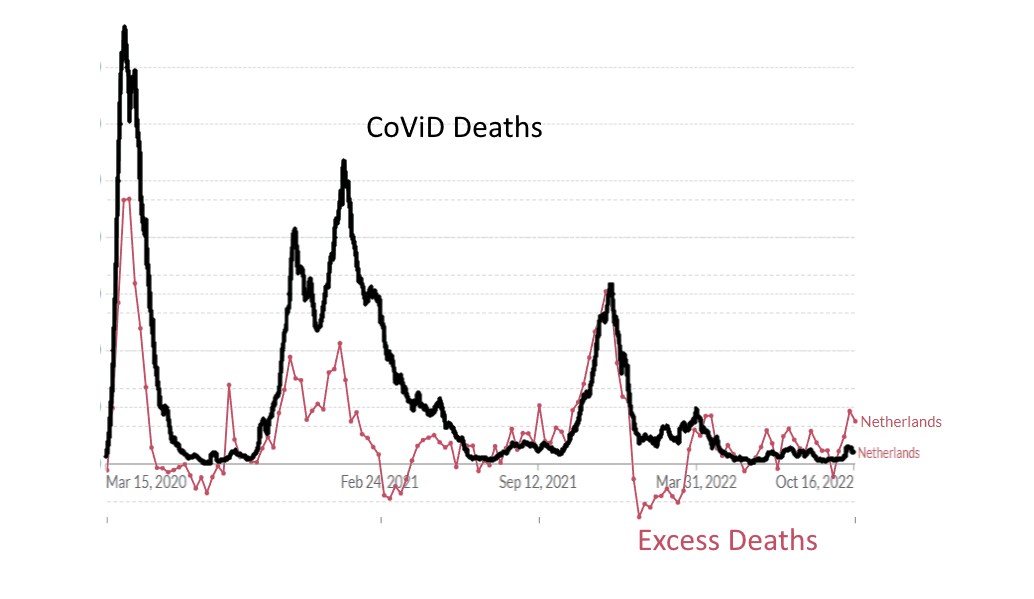 CoViD Deaths
Netherlands
Netherlands
Mar 15, 2020 Feb 24, 2021 Sep 12, 2021 Mar 31, 2022 Oct 16, 2022
Excess Deaths